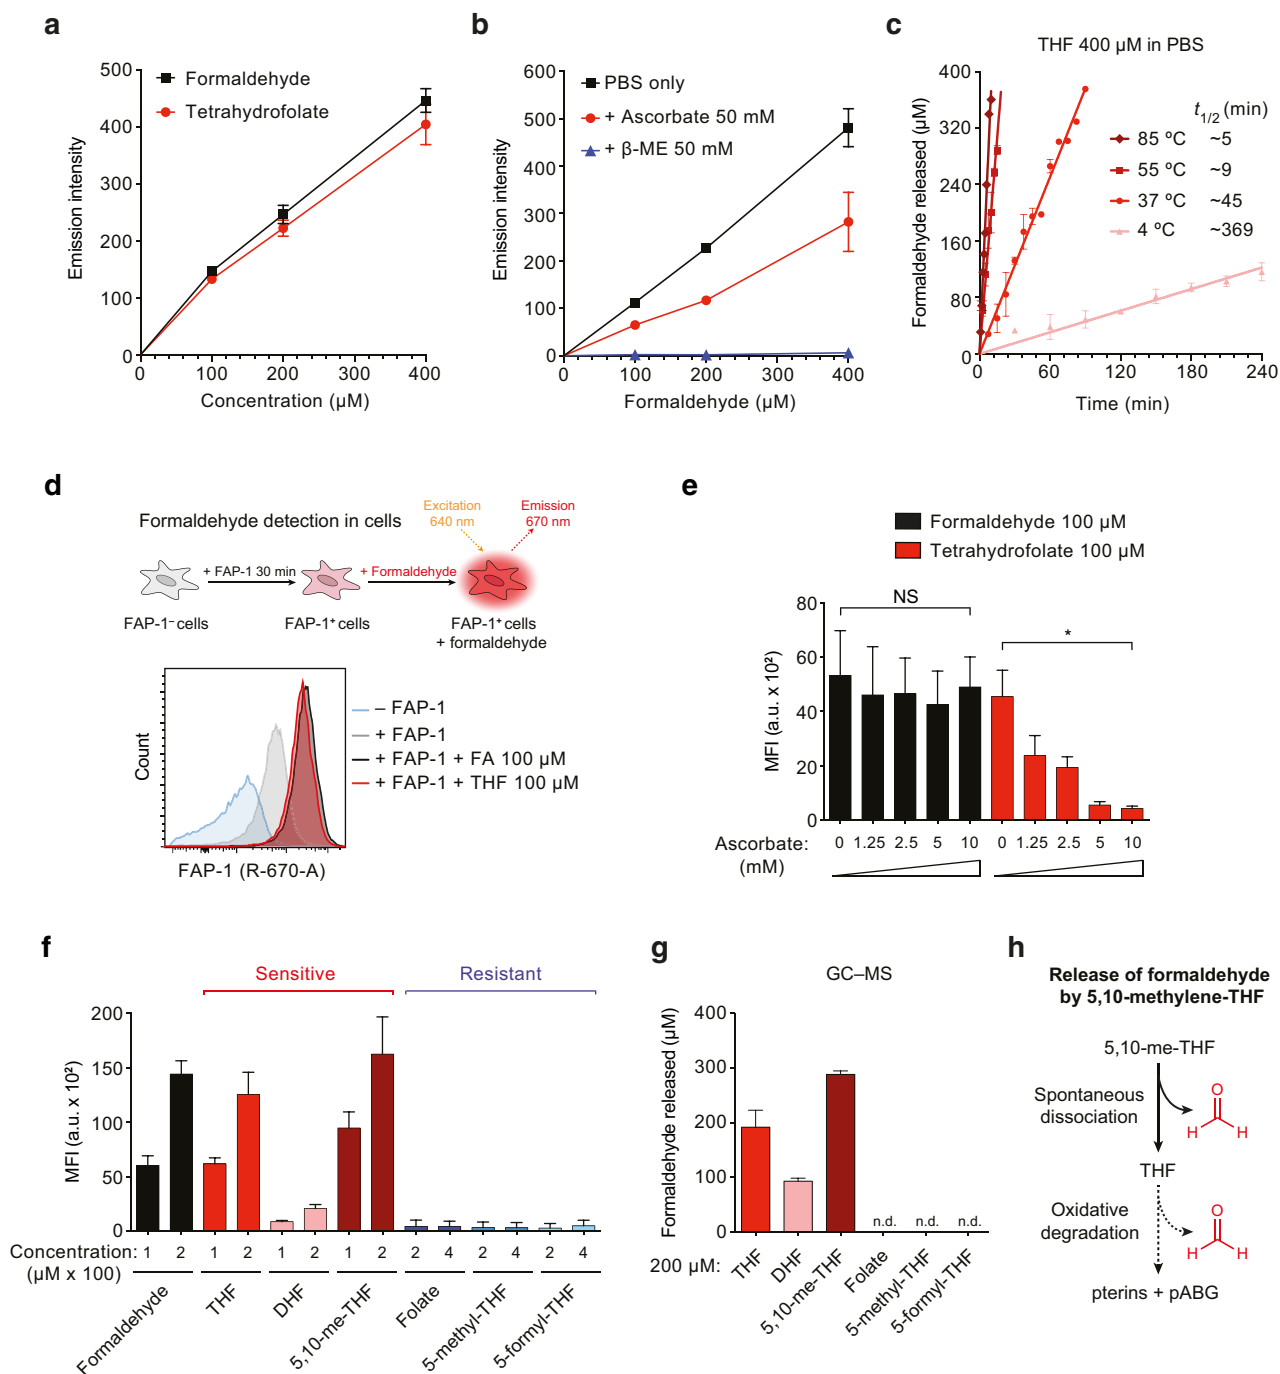 a
500
400
300
200
100
0
Emission intensity
Formaldehyde
Tetrahydrofolate
0 100 200 300 400
Concentration (µM)
b
600
500
400
300
200
100
0
Emission intensity
PBS only
+ Ascorbate 50 mM
+ β-ME 50 mM
0 100 200 300 400
Formaldehyde (µM)
c
THF 400 µM in PBS
400
320
240
160
80
0
Formaldehyde released (µM)
t1/2 (min)
85 ºC ~5
55 ºC ~9
37 ºC ~45
4 ºC ~369
0 60 120 180 240
Time (min)
d
Formaldehyde detection in cells
Excitation
640 nm
Emission
670 nm
+ FAP-1 30 min
+ Formaldehyde
FAP-1⁻ cells
FAP-1⁺ cells
FAP-1⁺ cells
+ formaldehyde
Count
– FAP-1
+ FAP-1
+ FAP-1 + FA 100 µM
+ FAP-1 + THF 100 µM
FAP-1 (R-670-A)
e
Formaldehyde 100 µM
Tetrahydrofolate 100 µM
80
60
40
20
0
MFI (a.u. x 10²)
NS
*
Ascorbate:
(mM)
0 1.25 2.5 5 10 0 1.25 2.5 5 10
f
Sensitive
Resistant
200
150
100
50
0
MFI (a.u. x 10²)
Concentration:
(µM x 100)
1 2 1 2 1 2 1 2 2 4 2 4 2 4
Formaldehyde
THF
DHF
5,10-me-THF
Folate
5-methyl-THF
5-formyl-THF
g
GC–MS
400
300
200
100
0
Formaldehyde released (µM)
n.d. n.d. n.d.
200 µM:
THF
DHF
5,10-me-THF
Folate
5-methyl-THF
5-formyl-THF
h
Release of formaldehyde
by 5,10-methylene-THF
5,10-me-THF
Spontaneous
dissociation
O
H H
THF
Oxidative
degradation
O
H H
pterins + pABG